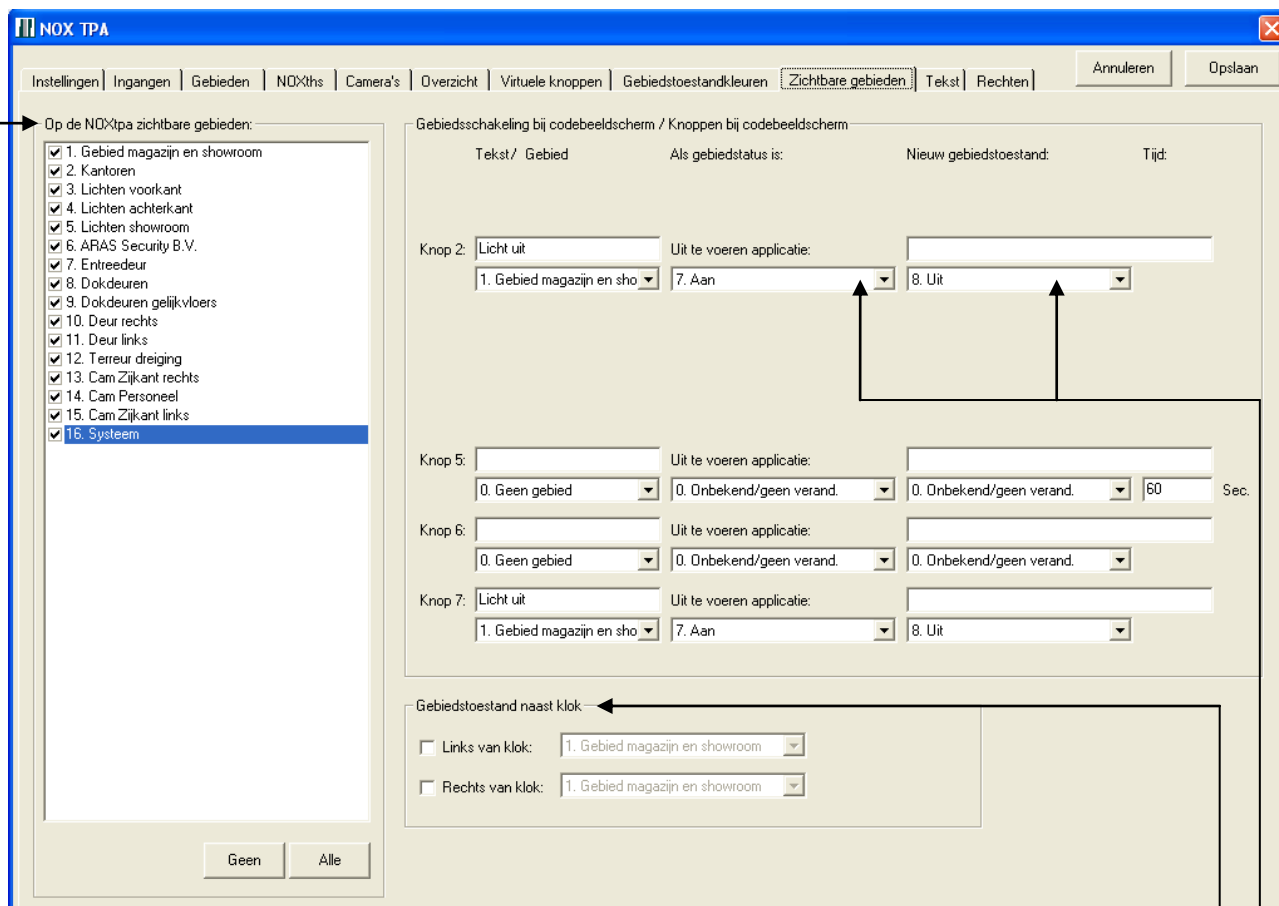 NOX TPA
Annuleren
Opslaan
Instellingen
Ingangen
Gebieden
NOXths
Camera's
Overzicht
Virtuele knoppen
Gebiedstoestandkleuren
Zichtbare gebieden
Tekst
Rechten
Op de NOXtpa zichtbare gebieden:
1. Gebied magazijn en showroom
2. Kantoren
3. Lichten voorkant
4. Lichten achterkant
5. Lichten showroom
6. ARAS Security B.V.
7. Entreedeur
8. Dokdeuren
9. Dokdeuren gelijkvloers
10. Deur rechts
11. Deur links
12. Terreur dreiging
13. Cam Zijkant rechts
14. Cam Personeel
15. Cam Zijkant links
16. Systeem
Geen
Alle
Gebiedsschakeling bij codebeeldscherm / Knoppen bij codebeeldscherm
Tekst/ Gebied
Als gebiedstatus is:
Nieuw gebiedstoestand:
Tijd:
Knop 2: Licht uit
Uit te voeren applicatie:
1. Gebied magazijn en sho
7. Aan
8. Uit
Knop 5:
Uit te voeren applicatie:
0. Geen gebied
0. Onbekend/geen verand.
0. Onbekend/geen verand.
60
Sec.
Knop 6:
Uit te voeren applicatie:
0. Geen gebied
0. Onbekend/geen verand.
0. Onbekend/geen verand.
Knop 7: Licht uit
Uit te voeren applicatie:
1. Gebied magazijn en sho
7. Aan
8. Uit
Gebiedstoestand naast klok
Links van klok:
1. Gebied magazijn en showroom
Rechts van klok:
1. Gebied magazijn en showroom